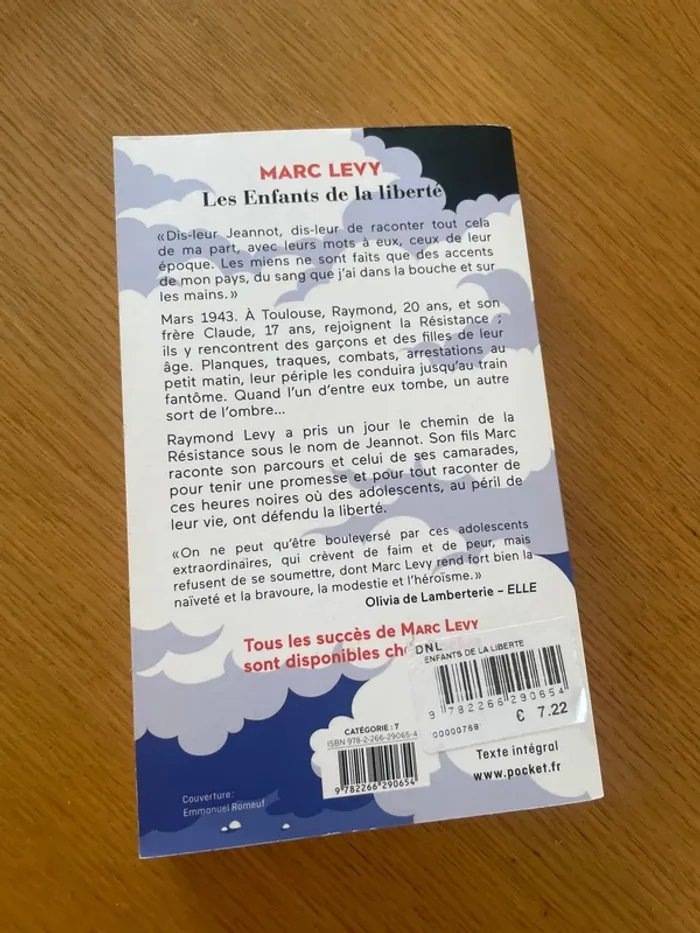 MARC LEVY
Les Enfants de la liberté
« Dis-leur Jeannot, dis-leur de raconter tout cela
de ma part, avec leurs mots à eux, ceux de leur
époque. Les miens ne sont faits que des accents
de mon pays, du sang que j'ai dans la bouche et sur
les mains. »
Mars 1943. À Toulouse, Raymond, 20 ans, et son
frère Claude, 17 ans, rejoignent la Résistance ;
ils y rencontrent des garçons et des filles de leur
âge. Planques, traques, combats, arrestations au
petit matin, leur périple les conduira jusqu'au train
fantôme. Quand l'un d'entre eux tombe, un autre
sort de l'ombre...
Raymond Levy a pris un jour le chemin de la
Résistance sous le nom de Jeannot. Son fils Marc
raconte son parcours et celui de ses camarades,
pour tenir une promesse et pour tout raconter de
ces heures noires où des adolescents, au péril de
leur vie, ont défendu la liberté.
« On ne peut qu'être bouleversé par ces adolescents
extraordinaires, qui crèvent de faim et de peur, mais
refusent de se soumettre, dont Marc Levy rend fort bien la
naïveté et la bravoure, la modestie et l'héroïsme. »
Olivia de Lamberterie – ELLE
Tous les succès de MARC LEVY
sont disponibles
DNL
ENFANTS DE LA LIBERTE
9 782266 290654
€ 7.22
00000768
CATÉGORIE : 7
ISBN 978-2-266-29065-4
9 782266 290654
Texte intégral
www.pocket.fr
Couverture :
Emmanuel Romeuf